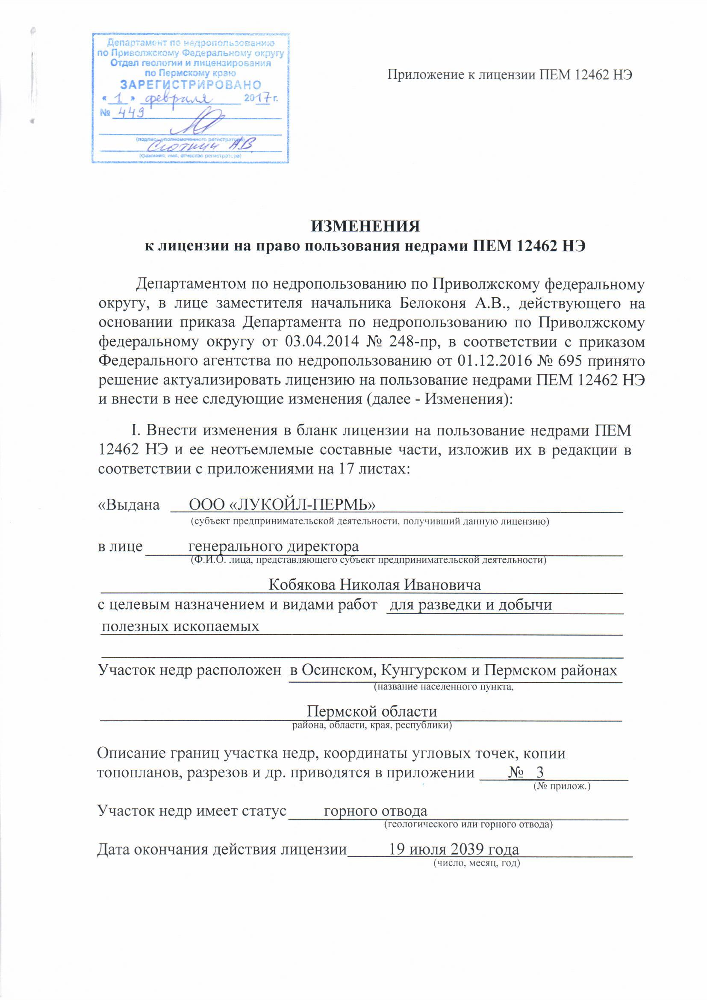 Департамент по недропользованию
по Приволжскому Федеральному округу
Отдел геологии и лицензирования
по Пермскому краю
ЗАРЕГИСТРИРОВАНО
« 1 » февраля 2017 г.
№ 449
(подпись уполномоченного регистратора)
А.В.
(фамилия, имя, отчество регистратора)
Приложение к лицензии ПЕМ 12462 НЭ
ИЗМЕНЕНИЯ
к лицензии на право пользования недрами ПЕМ 12462 НЭ
Департаментом по недропользованию по Приволжскому федеральному
округу, в лице заместителя начальника Белоконя А.В., действующего на
основании приказа Департамента по недропользованию по Приволжскому
федеральному округу от 03.04.2014 № 248-пр, в соответствии с приказом
Федерального агентства по недропользованию от 01.12.2016 № 695 принято
решение актуализировать лицензию на пользование недрами ПЕМ 12462 НЭ
и внести в нее следующие изменения (далее - Изменения):
I. Внести изменения в бланк лицензии на пользование недрами ПЕМ
12462 НЭ и ее неотъемлемые составные части, изложив их в редакции в
соответствии с приложениями на 17 листах:
«Выдана ООО «ЛУКОЙЛ-ПЕРМЬ»
(субъект предпринимательской деятельности, получивший данную лицензию)
в лице генерального директора
(Ф.И.О. лица, представляющего субъект предпринимательской деятельности)
Кобякова Николая Ивановича
с целевым назначением и видами работ для разведки и добычи
полезных ископаемых
Участок недр расположен в Осинском, Кунгурском и Пермском районах
(название населенного пункта,
Пермской области
района, области, края, республики)
Описание границ участка недр, координаты угловых точек, копии
топопланов, разрезов и др. приводятся в приложении № 3
(№ прилож.)
Участок недр имеет статус горного отвода
(геологического или горного отвода)
Дата окончания действия лицензии 19 июля 2039 года
(число, месяц, год)